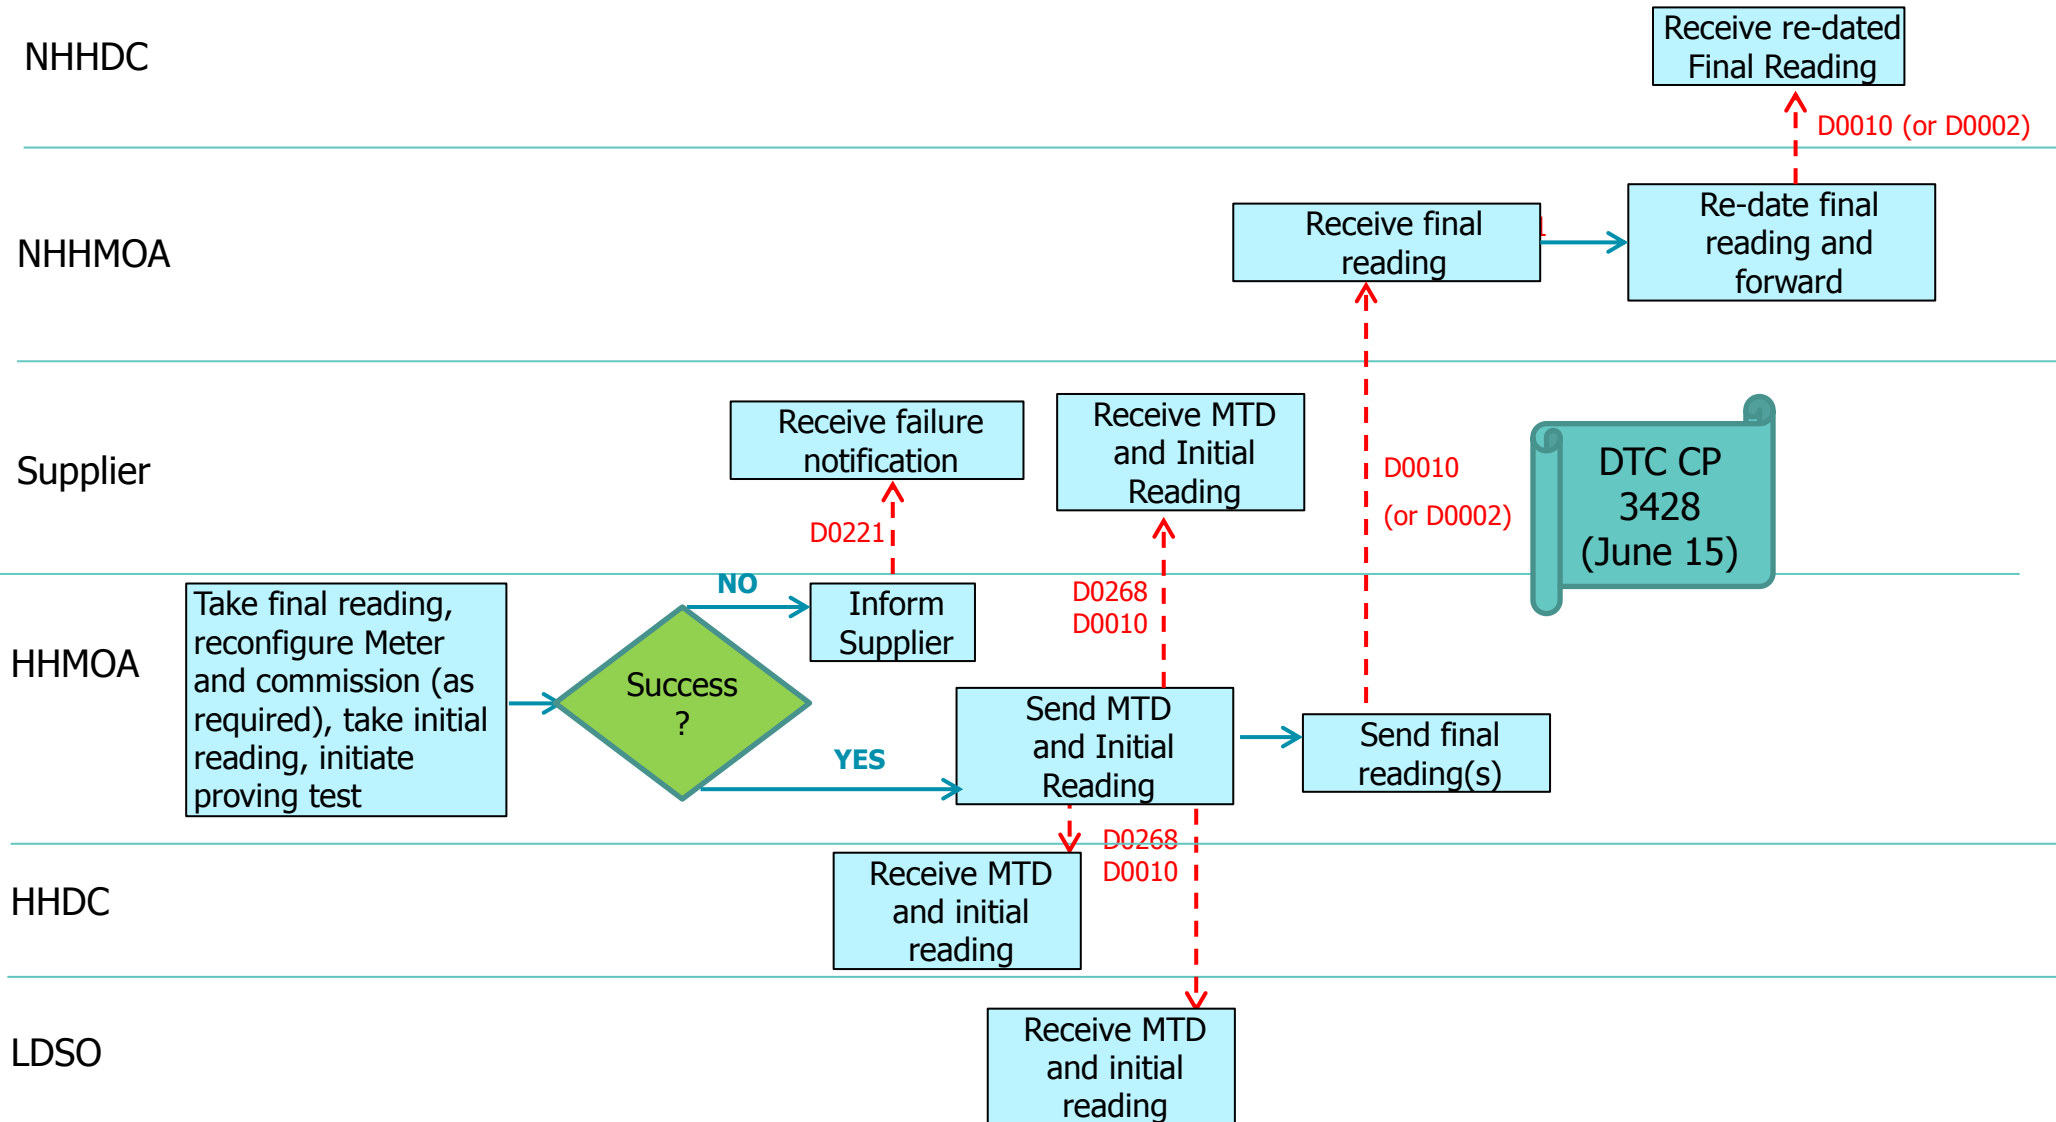 NHHDC
Receive re-dated
Final Reading
D0010 (or D0002)
NHHMOA
Receive final
reading
Re-date final
reading and
forward
Supplier
Receive failure
notification
D0221
Receive MTD
and Initial
Reading
D0010
(or D0002)
DTC CP
3428
(June 15)
HHMOA
Take final reading,
reconfigure Meter
and commission (as
required), take initial
reading, initiate
proving test
Success
?
NO
Inform
Supplier
YES
D0268
D0010
Send MTD
and Initial
Reading
Send final
reading(s)
D0268
D0010
HHDC
Receive MTD
and initial
reading
LDSO
Receive MTD
and initial
reading